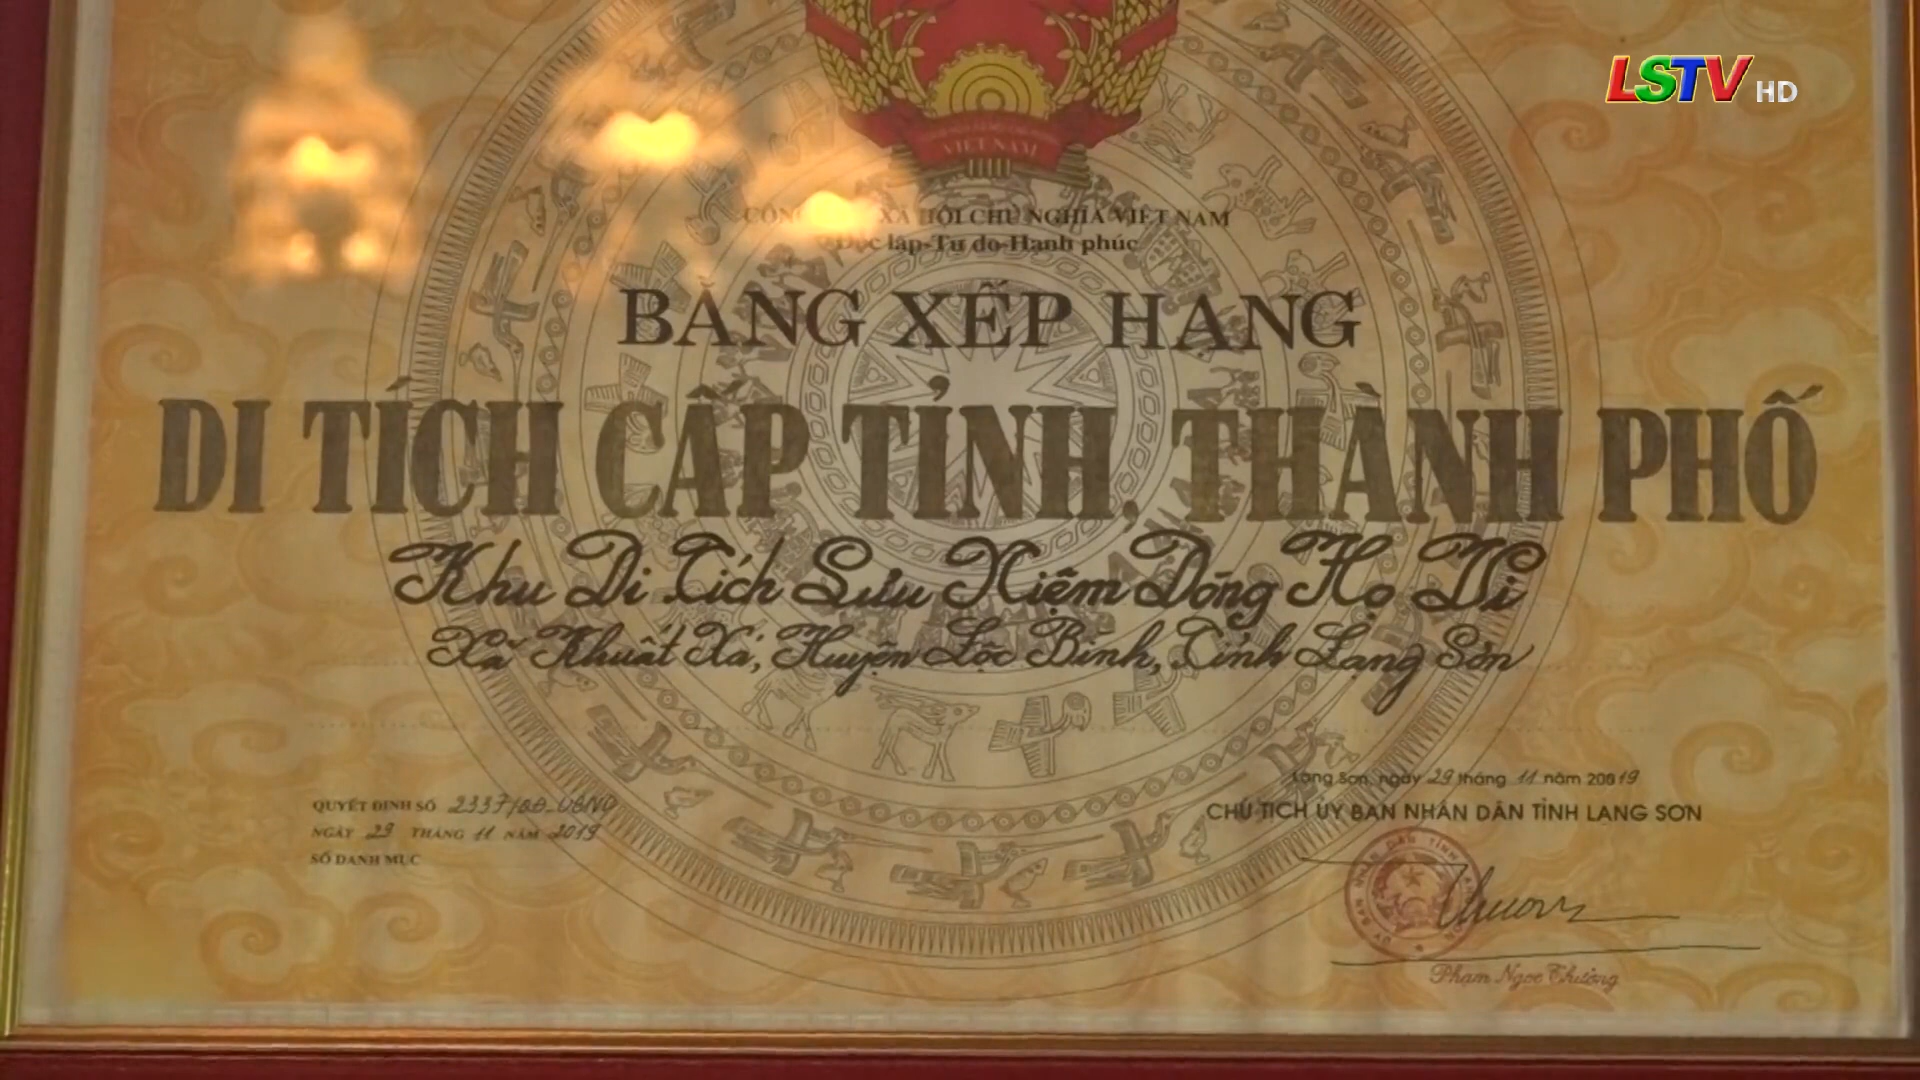 LSTV HD
VIỆT NAM
XÃ HỘI CHỦ NGHĨA VIỆT NAM
Độc lập-Tự do-Hạnh phúc
BẰNG XẾP HẠNG
DI TÍCH CẤP TỈNH, THÀNH PHỐ
Khu Di Tích Lưu Niệm Dòng Họ Vi
Xã Khuất Xá, Huyện Lộc Bình, Tỉnh Lạng Sơn
Lạng Sơn, ngày 29 tháng 11 năm 20019
CHỦ TỊCH ỦY BAN NHÂN DÂN TỈNH LẠNG SƠN
QUYẾT ĐỊNH SỐ 2337/QĐ-UBND
NGÀY 29 THÁNG 11 NĂM 2019
SỐ DANH MỤC
Phạm Ngọc Thưởng